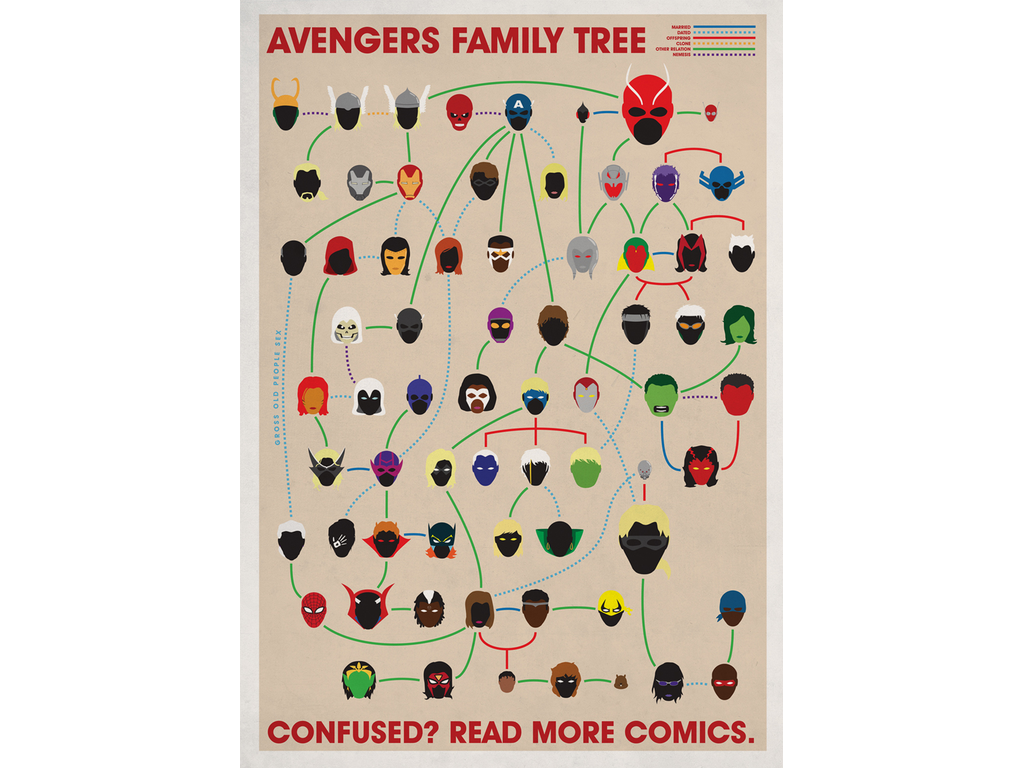 AVENGERS FAMILY TREE
MARRIED
DATED
OFFSPRING
CLONE
OTHER RELATION
NEMESIS
A
GROSS OLD PEOPLE SEX
CONFUSED? READ MORE COMICS.